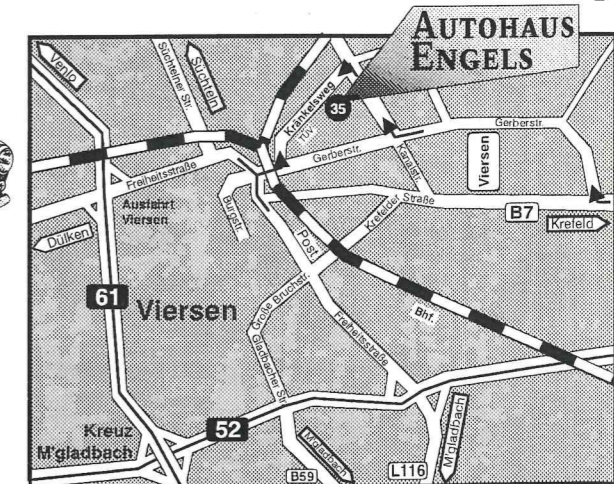 AUTOHAUS
ENGELS
Venlo
Süchtelner Str.
Süchteln
Kränkelsweg
TÜV
35
Gerberstr.
Gerberstr.
Kanalstr.
Viersen
Freiheitsstraße
Ausfahrt
Viersen
Burgstr.
Krefelder Straße
B7
Krefeld
Dülken
Post
61
Viersen
Große Bruchstr.
Bhf.
Freiheitsstraße
Gladbacher Str.
52
Kreuz
M'gladbach
M'gladbach
B59
L116
M'gladbach